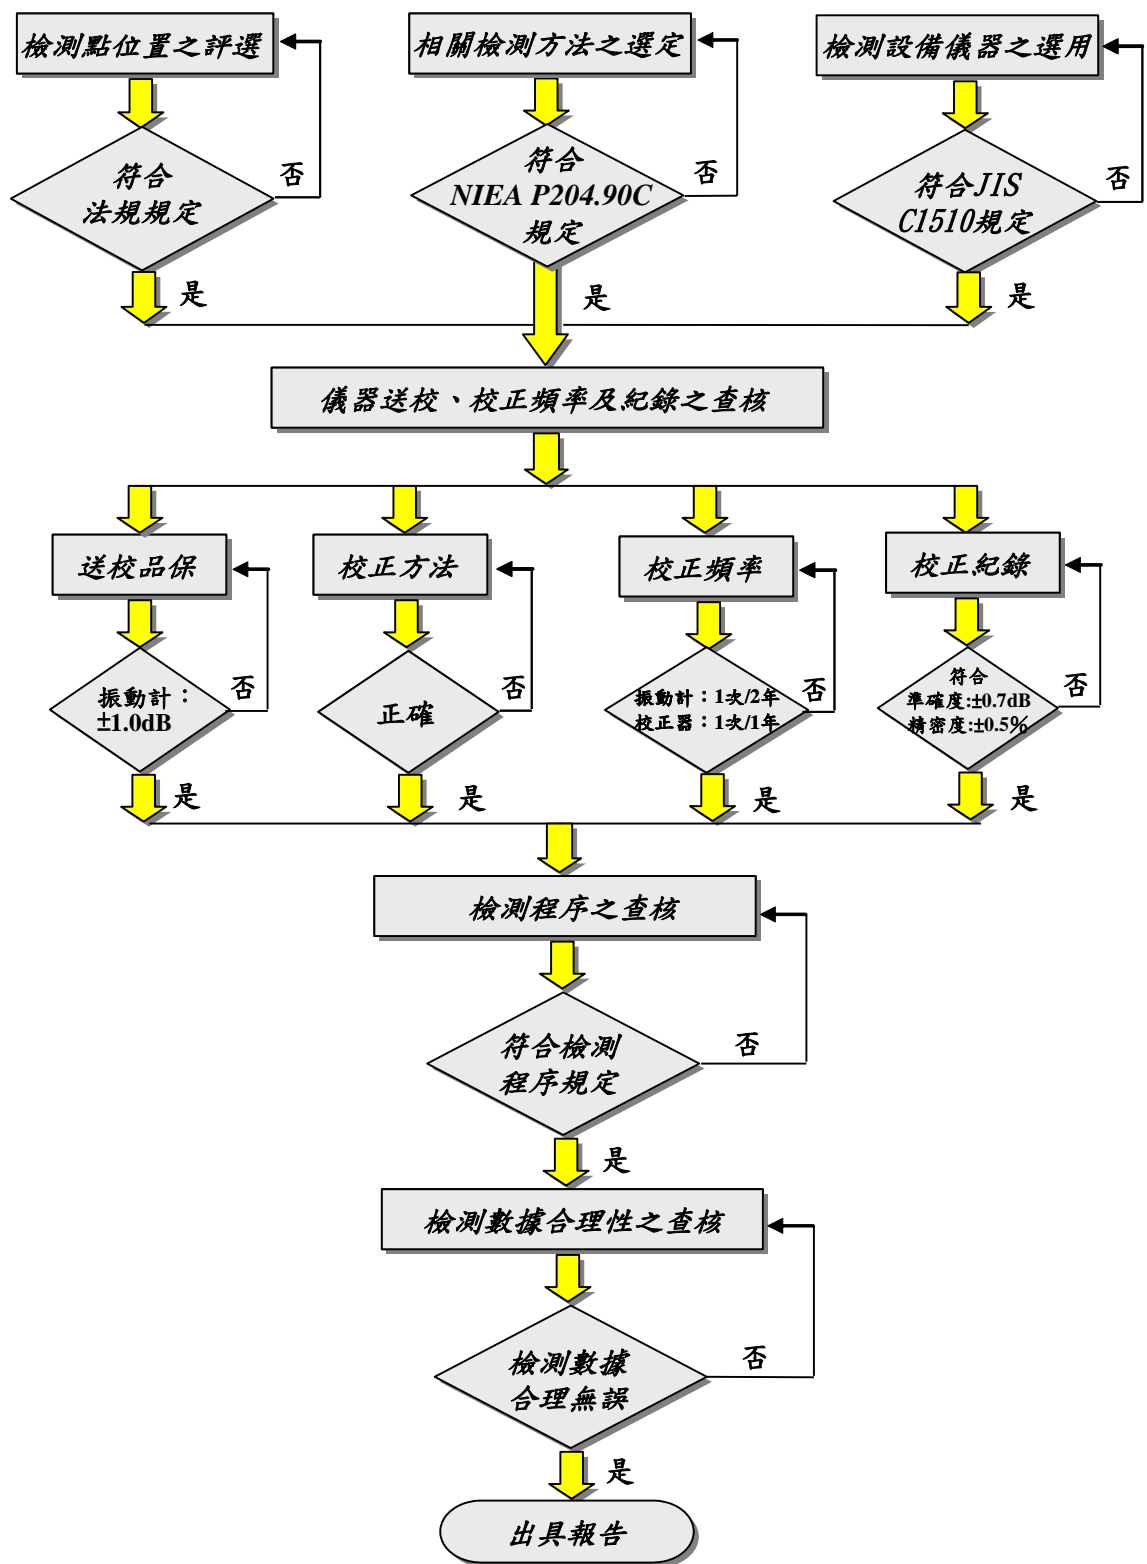 檢測點位置之評選
相關檢測方法之選定
檢測設備儀器之選用
符合
法規規定
否
符合
NIEA P204.90C
規定
否
符合JIS
C1510規定
否
是
是
是
儀器送校、校正頻率及紀錄之查核
送校品保
校正方法
校正頻率
校正紀錄
振動計：
±1.0dB
否
正確
否
振動計：1次/2年
校正器：1次/1年
否
符合
準確度:±0.7dB
精密度:±0.5%
否
是
是
是
是
檢測程序之查核
符合檢測
程序規定
否
是
檢測數據合理性之查核
檢測數據
合理無誤
否
是
出具報告